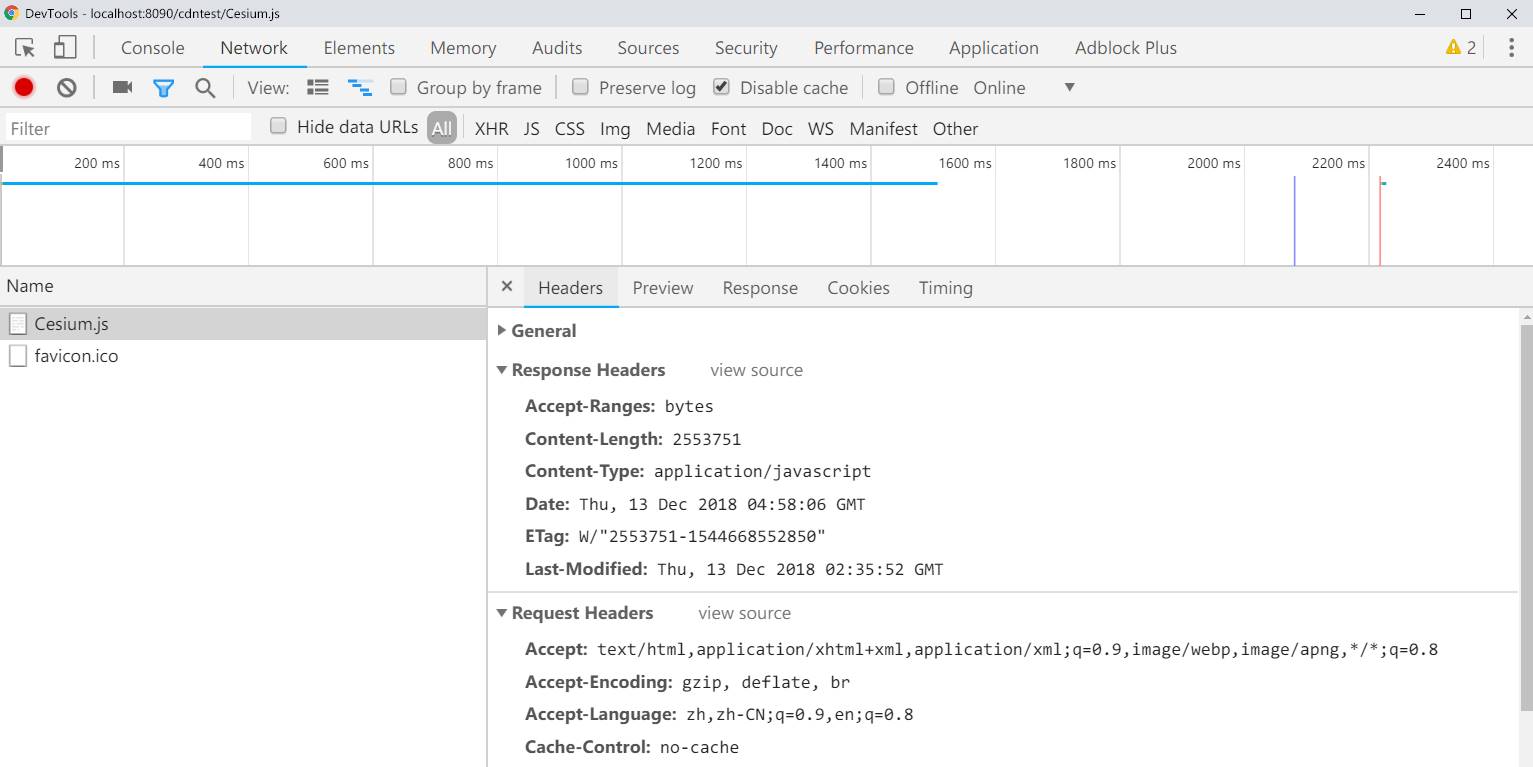 DevTools - localhost:8090/cdntest/Cesium.js
Console Network Elements Memory Audits Sources Security Performance Application Adblock Plus 2
View: Group by frame Preserve log Disable cache Offline Online
Filter Hide data URLs All XHR JS CSS Img Media Font Doc WS Manifest Other
200 ms 400 ms 600 ms 800 ms 1000 ms 1200 ms 1400 ms 1600 ms 1800 ms 2000 ms 2200 ms 2400 ms
Name
Cesium.js
favicon.ico
Headers Preview Response Cookies Timing
General
Response Headers view source
Accept-Ranges: bytes
Content-Length: 2553751
Content-Type: application/javascript
Date: Thu, 13 Dec 2018 04:58:06 GMT
ETag: W/"2553751-1544668552850"
Last-Modified: Thu, 13 Dec 2018 02:35:52 GMT
Request Headers view source
Accept: text/html,application/xhtml+xml,application/xml;q=0.9,image/webp,image/apng,*/*;q=0.8
Accept-Encoding: gzip, deflate, br
Accept-Language: zh,zh-CN;q=0.9,en;q=0.8
Cache-Control: no-cache